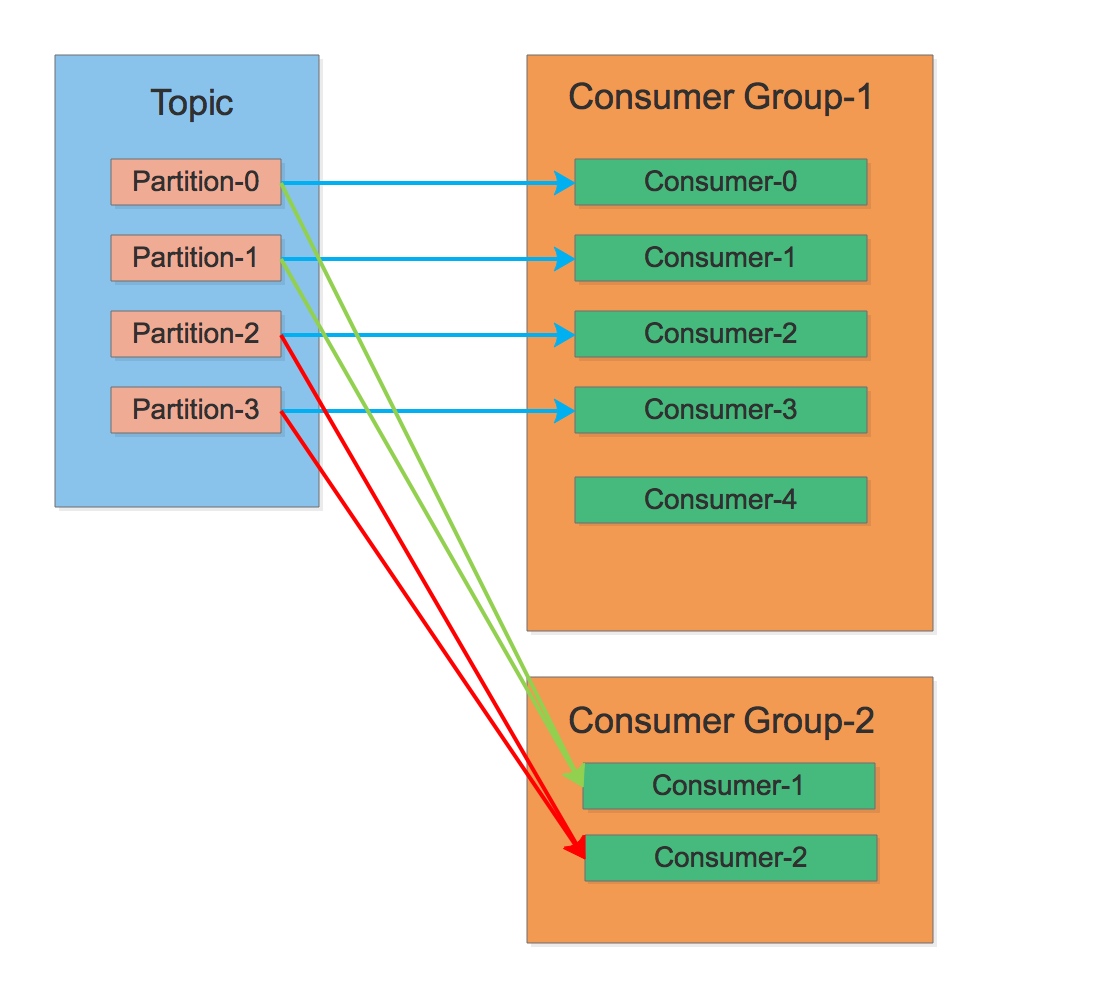 Topic
Partition-0
Partition-1
Partition-2
Partition-3
Consumer Group-1
Consumer-0
Consumer-1
Consumer-2
Consumer-3
Consumer-4
Consumer Group-2
Consumer-1
Consumer-2